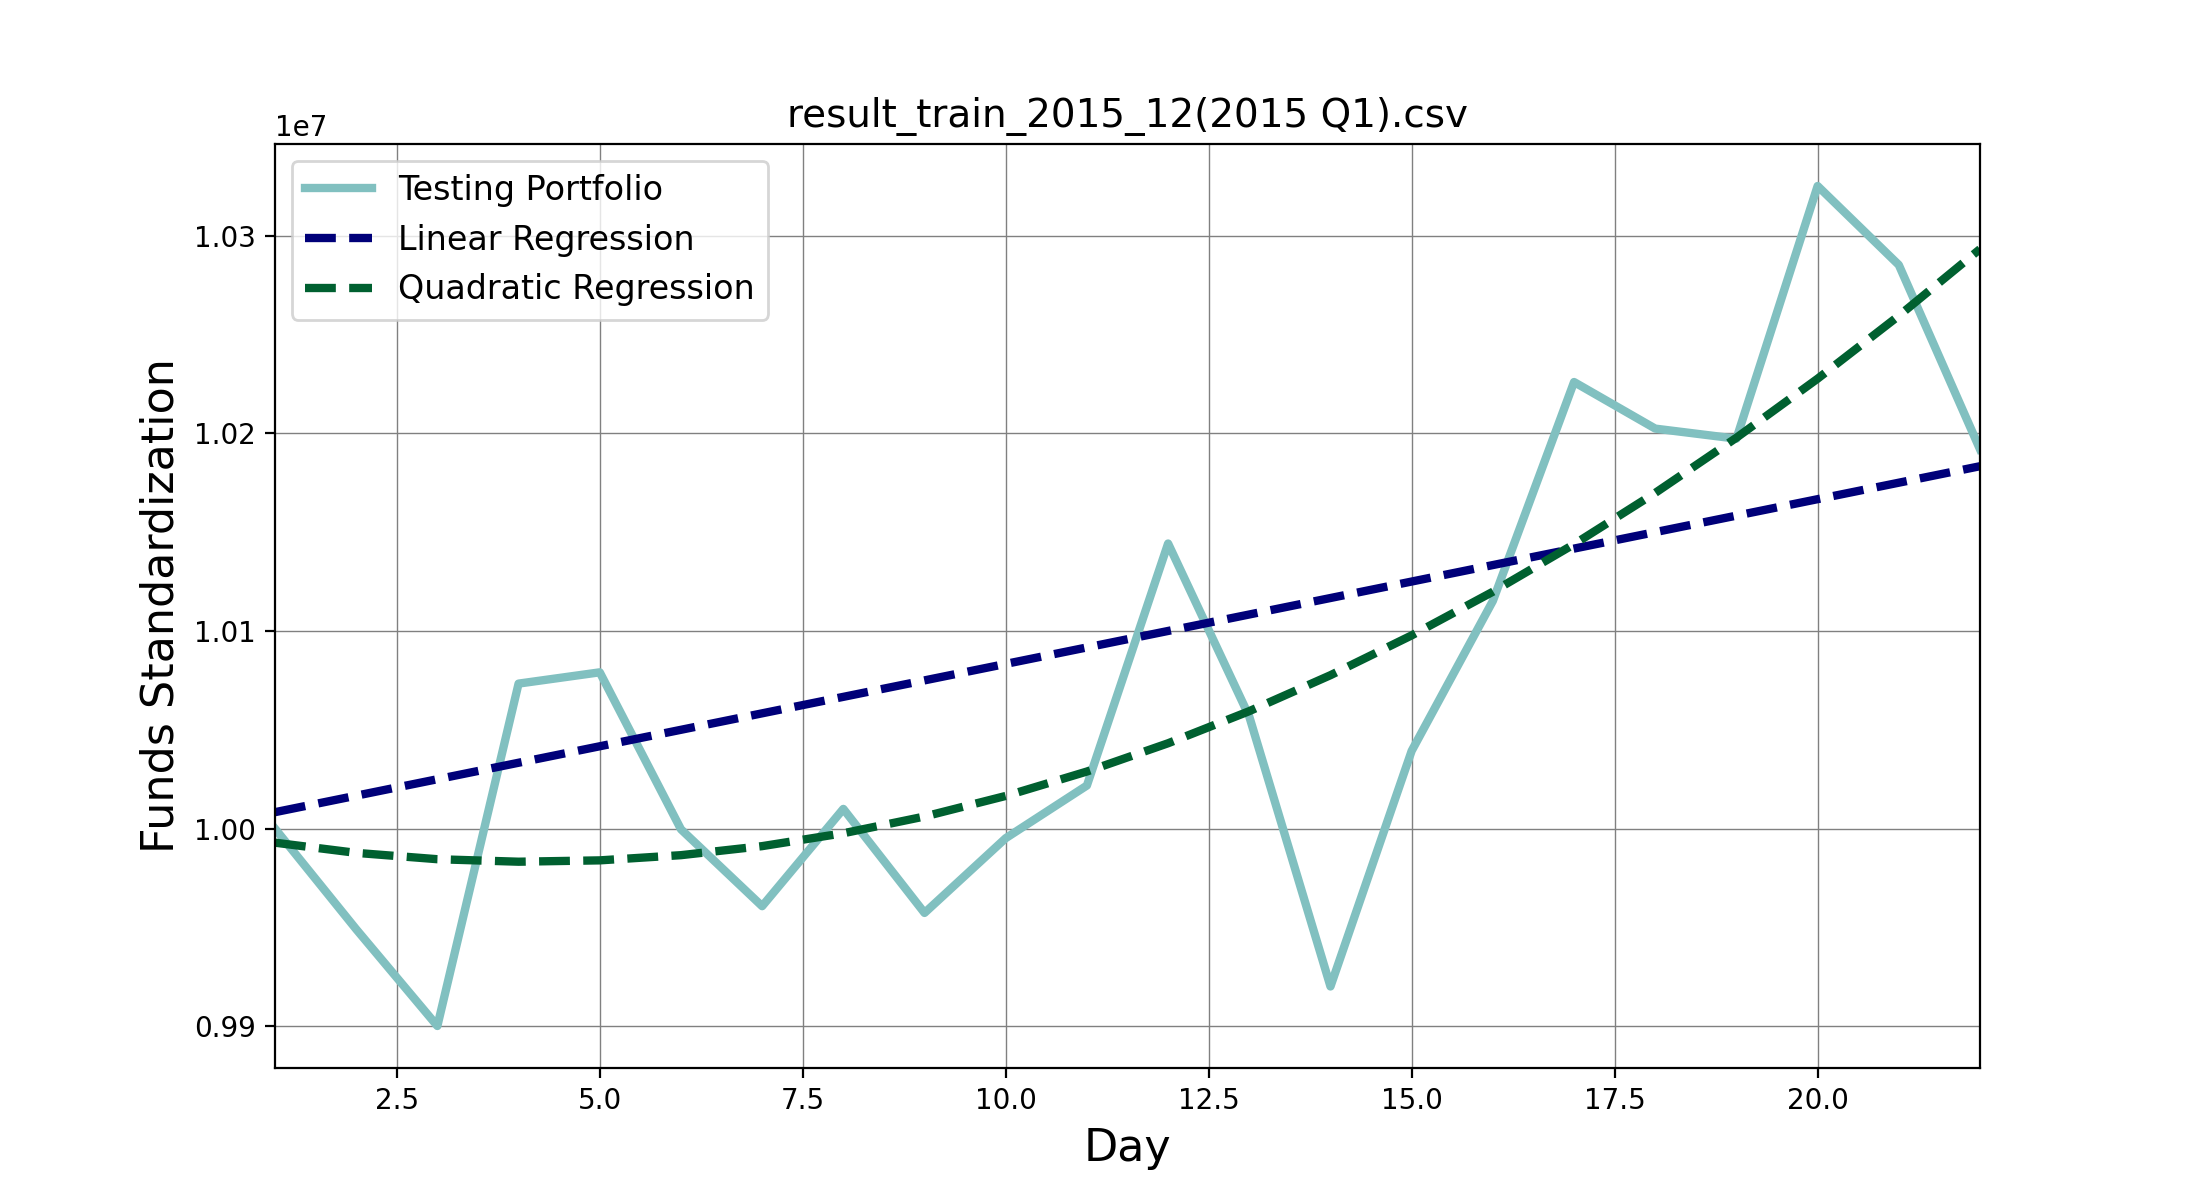 result_train_2015_12(2015 Q1).csv
1e7
Testing Portfolio
Linear Regression
Quadratic Regression
Funds Standardization
1.03
1.02
1.01
1.00
0.99
2.5 5.0 7.5 10.0 12.5 15.0 17.5 20.0
Day